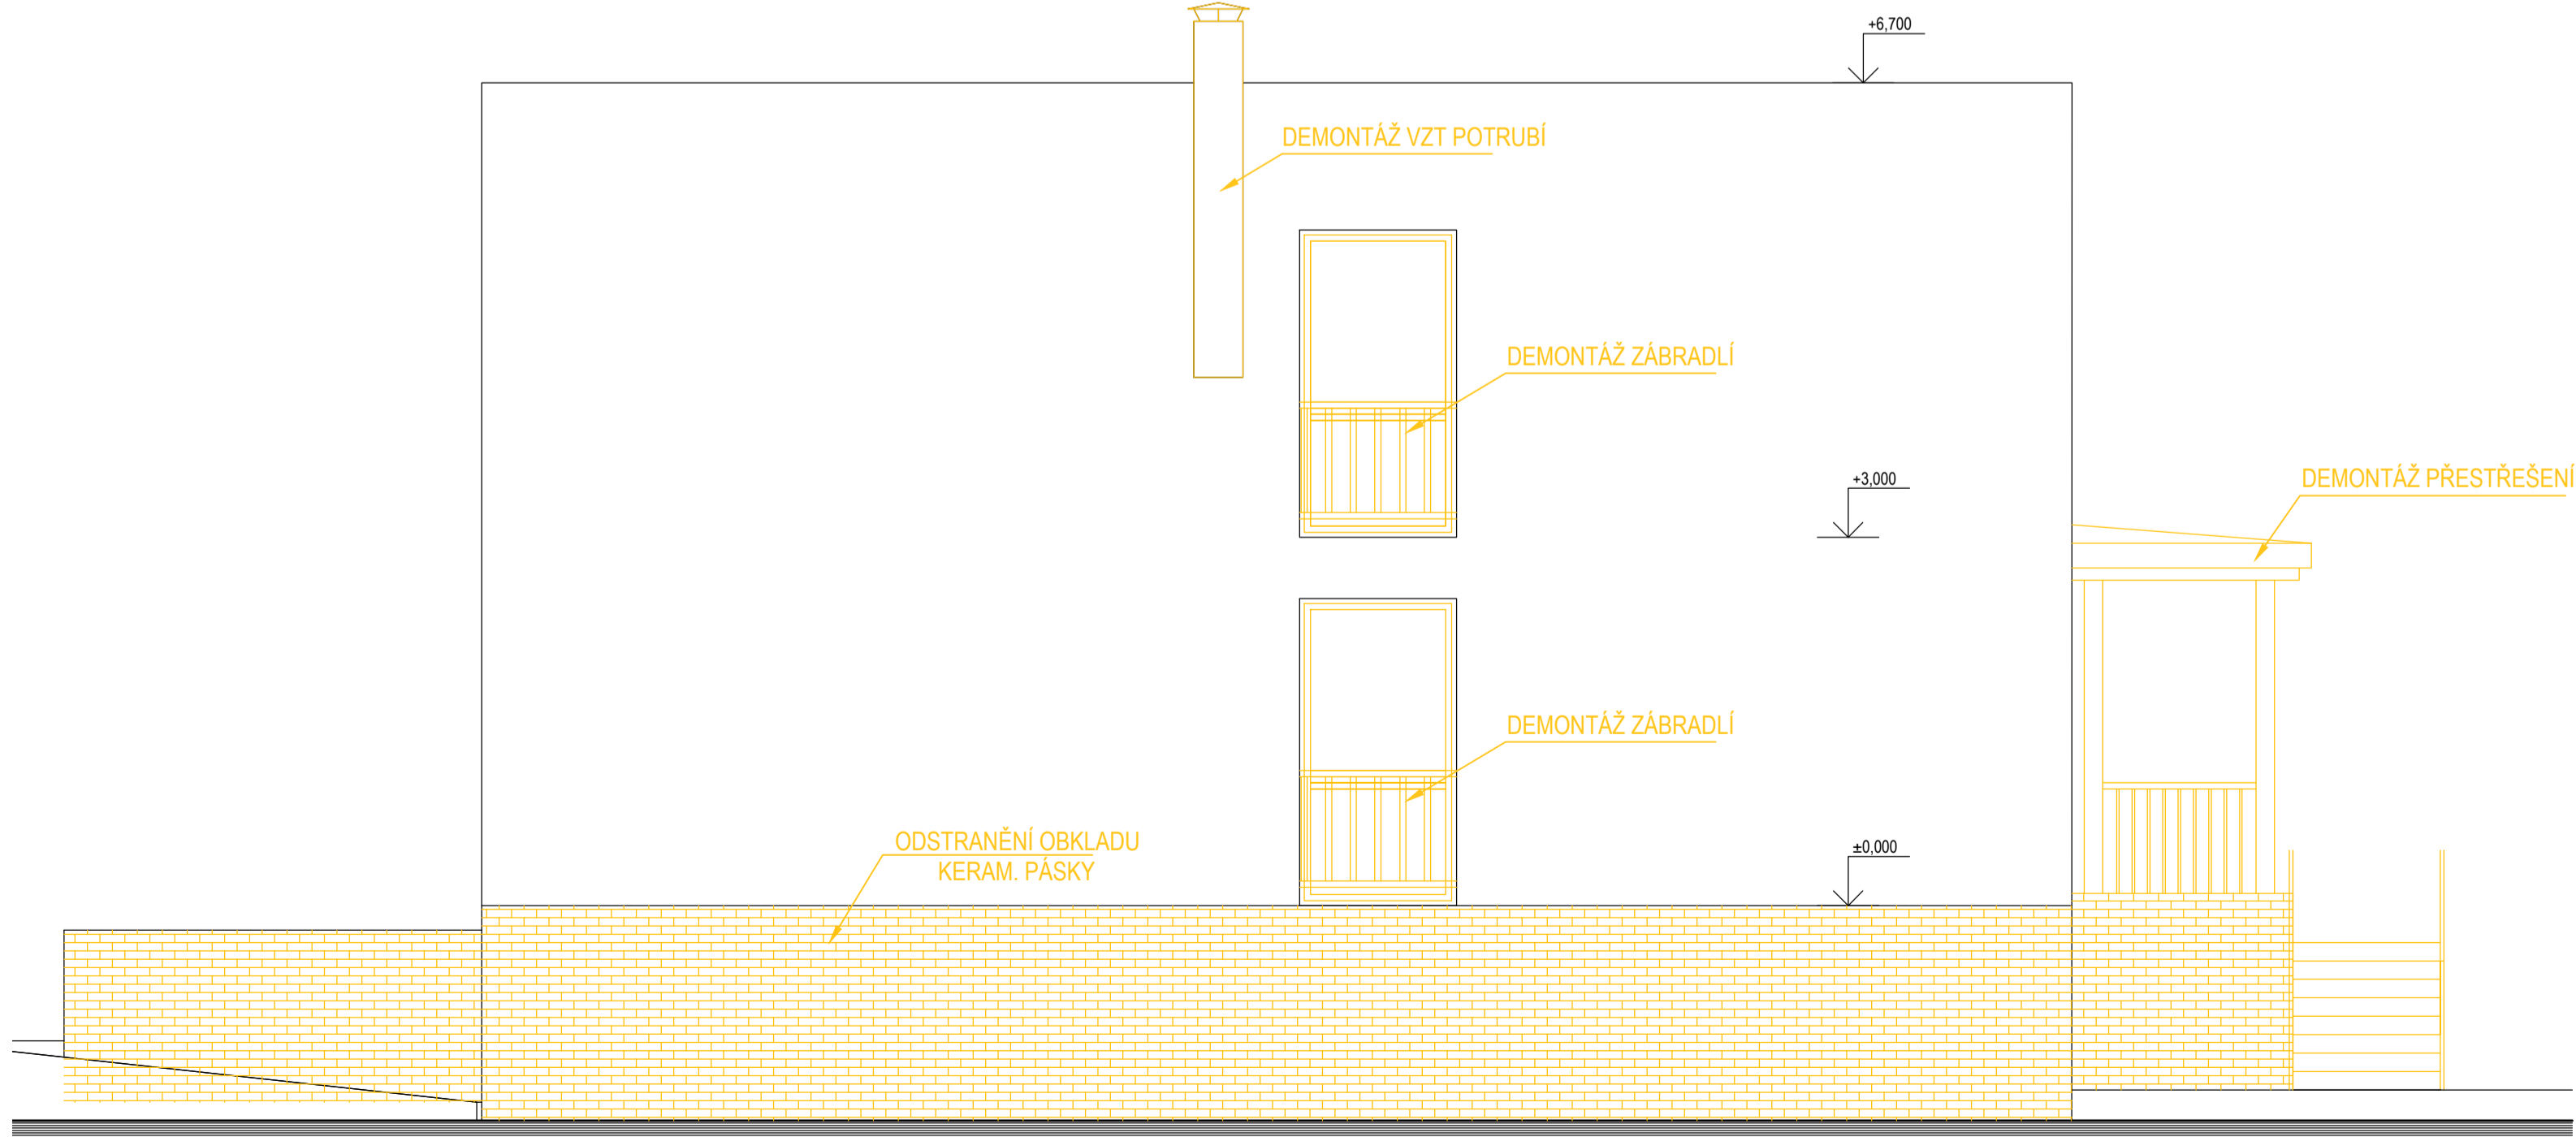 +6,700
DEMONTÁŽ VZT POTRUBÍ
DEMONTÁŽ ZÁBRADLÍ
+3,000
DEMONTÁŽ PŘESTŘEŠENÍ
DEMONTÁŽ ZÁBRADLÍ
ODSTRANĚNÍ OBKLADU
KERAM. PÁSKY
±0,000